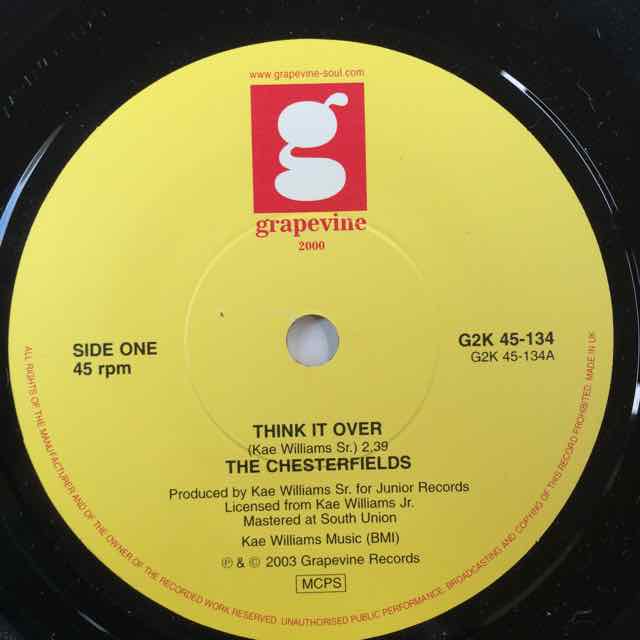 www.grapevine-soul.com
g
grapevine
2000
SIDE ONE
45 rpm
G2K 45-134
G2K 45-134A
THINK IT OVER
(Kae Williams Sr.) 2,39
THE CHESTERFIELDS
Produced by Kae Williams Sr. for Junior Records
Licensed from Kae Williams Jr.
Mastered at South Union
Kae Williams Music (BMI)
℗ & © 2003 Grapevine Records
MCPS
ALL RIGHTS OF THE MANUFACTURER AND OF THE OWNER OF THE RECORDED WORK RESERVED. UNAUTHORISED PUBLIC PERFORMANCE, BROADCASTING AND COPYING OF THIS RECORD PROHIBITED. MADE IN UK